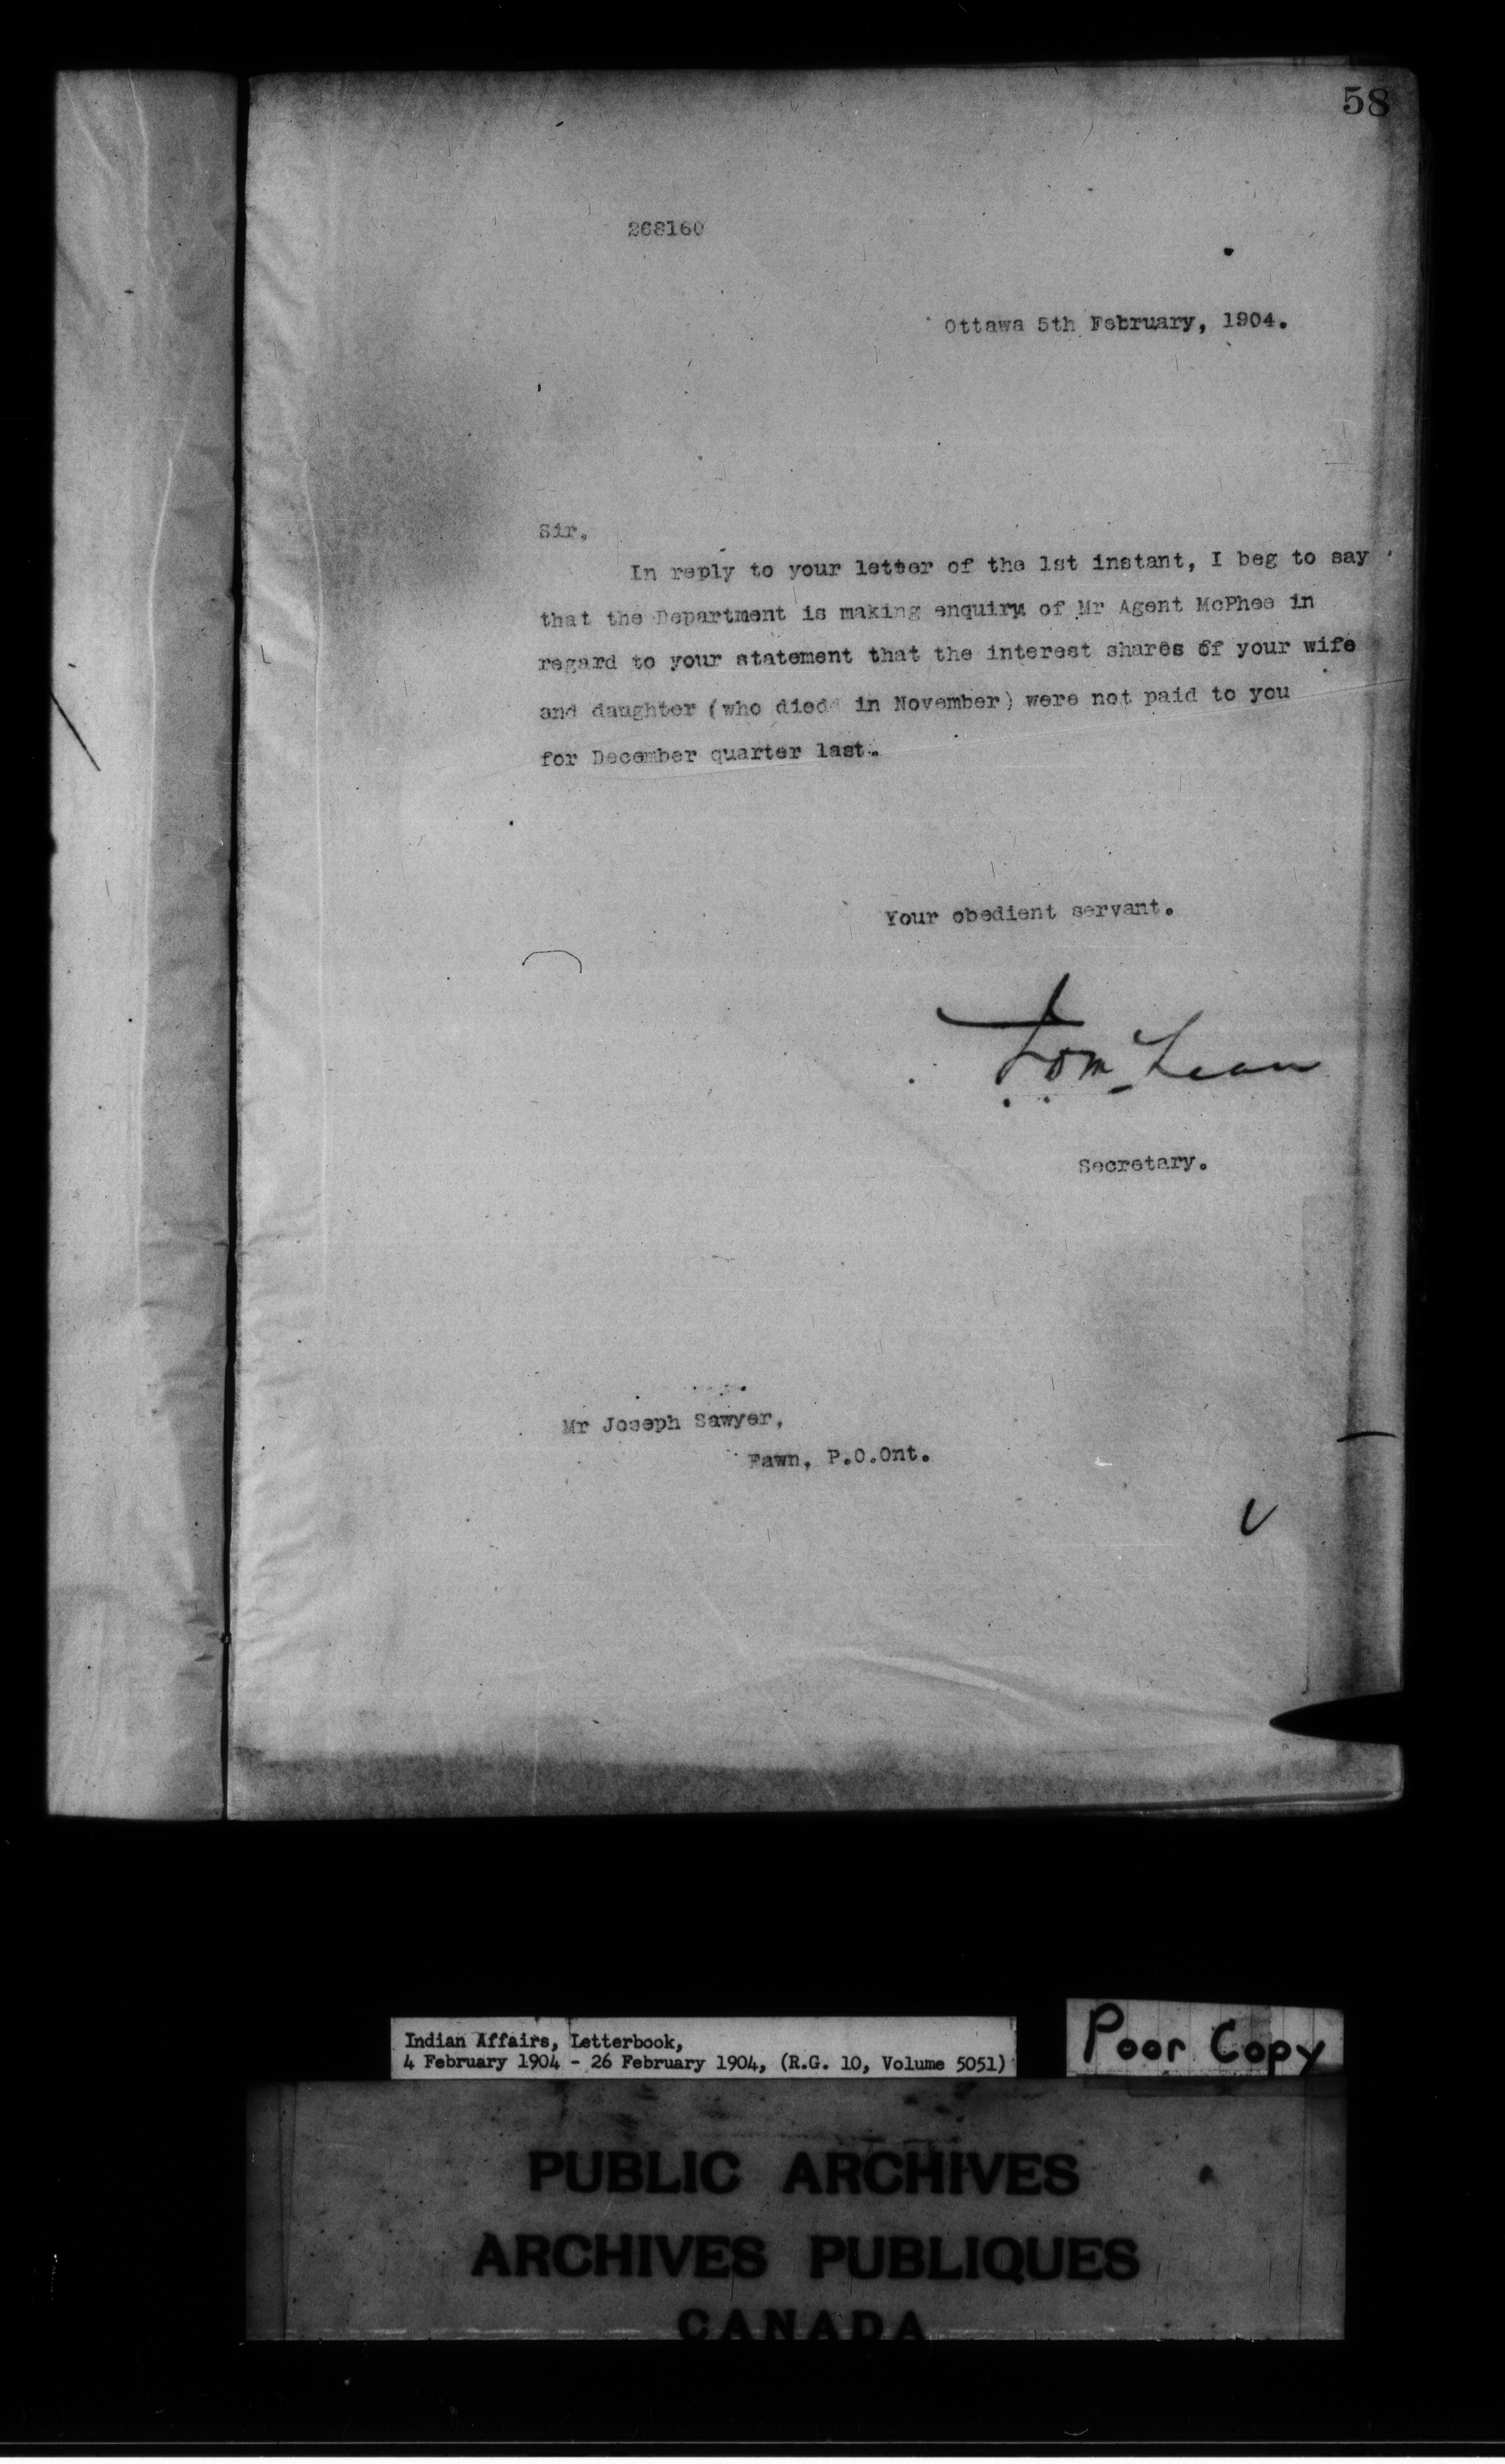 58
268160
Ottawa 5th February, 1904.
Sir,
In reply to your letter of the 1st instant, I beg to say
that the Department is making enquiry of Mr Agent McPhee in
regard to your statement that the interest shares of your wife
and daughter (who died in November) were not paid to you
for December quarter last.
Your obedient servant.
Secretary.
Mr Joseph Sawyer,
Fawn, P.O.Ont.
Indian Affairs, Letterbook,
4 February 1904 - 26 February 1904, (R.G. 10, Volume 5051)
Poor Copy
PUBLIC ARCHIVES
ARCHIVES PUBLIQUES
CANADA